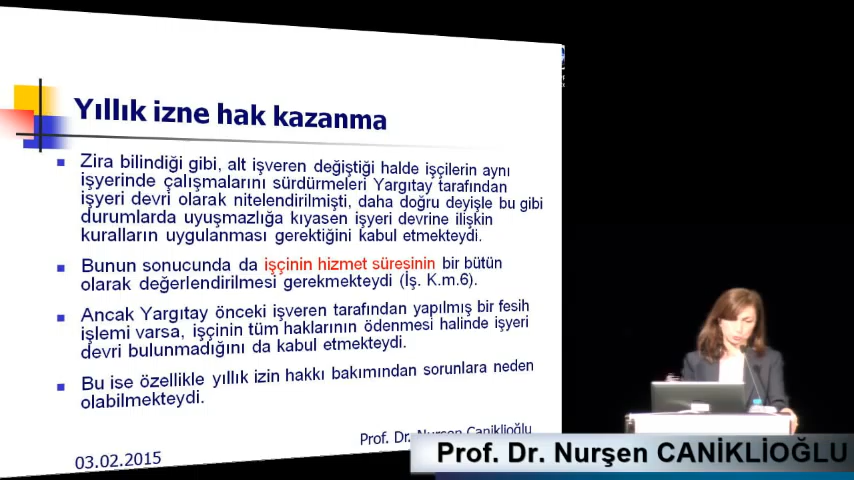 Yıllık izne hak kazanma
Zira bilindiği gibi, alt işveren değiştiği halde işçilerin aynı
işyerinde çalışmalarını sürdürmeleri Yargıtay tarafından
işyeri devri olarak nitelendirilmişti, daha doğru deyişle bu gibi
durumlarda uyuşmazlığa kıyasen işyeri devrine ilişkin
kuralların uygulanması gerektiğini kabul etmekteydi.
Bunun sonucunda da işçinin hizmet süresinin bir bütün
olarak değerlendirilmesi gerekmekteydi (İş. K.m.6).
Ancak Yargıtay önceki işveren tarafından yapılmış bir fesih
işlemi varsa, işçinin tüm haklarının ödenmesi halinde işyeri
devri bulunmadığını da kabul etmekteydi.
Bu ise özellikle yıllık izin hakkı bakımından sorunlara neden
olabilmekteydi.
Prof. Dr. Nurşen Caniklioğlu
03.02.2015
Prof. Dr. Nurşen CANİKLİOĞLU